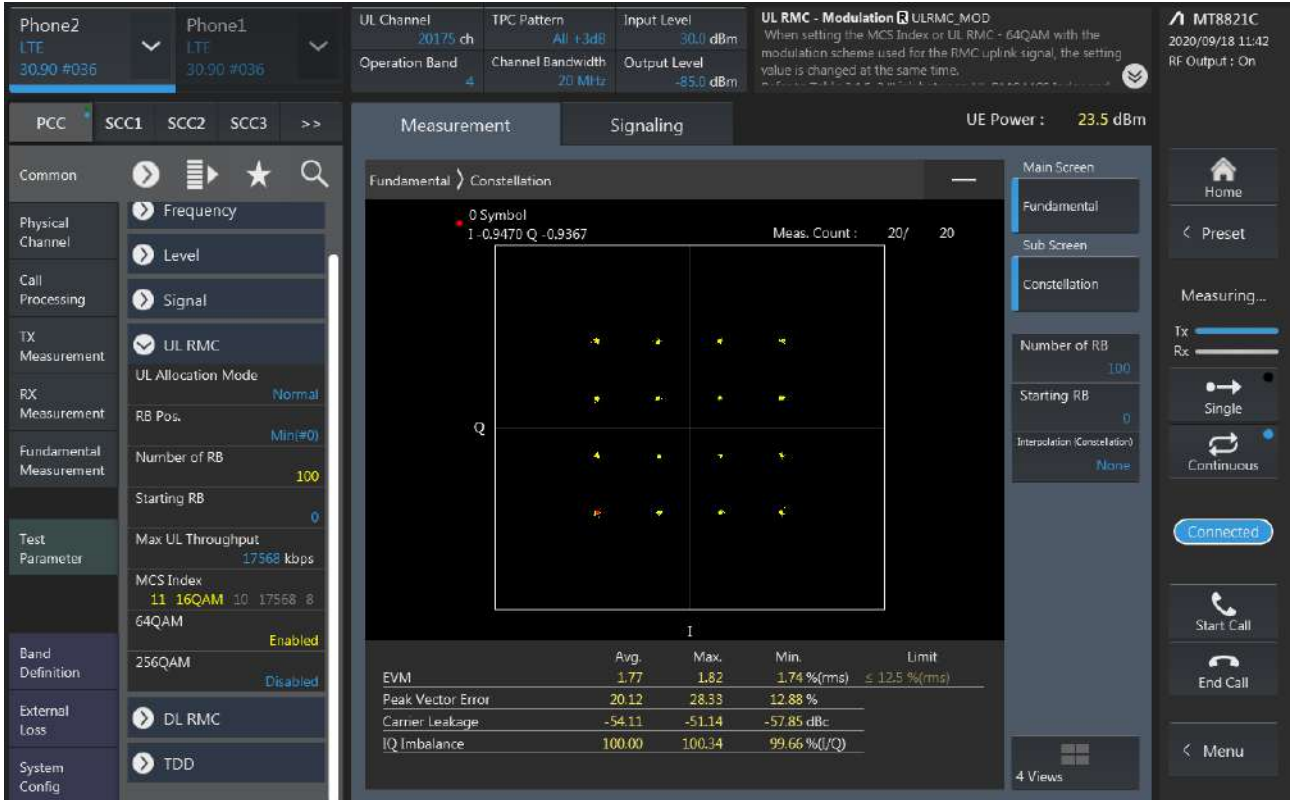 Phone2
LTE
30.90 #036
Phone1
LTE
30.90 #036
UL Channel
20175 ch
TPC Pattern
All +3dB
Input Level
30.0 dBm
Operation Band
4
Channel Bandwidth
20 MHz
Output Level
-85.0 dBm
UL RMC - Modulation R ULRMC_MOD
When setting the MCS Index or UL RMC - 64QAM with the
modulation scheme used for the RMC uplink signal, the setting
value is changed at the same time.
MT8821C
2020/09/18 11:42
RF Output : On
PCC SCC1 SCC2 SCC3 >>
Measurement
Signaling
UE Power : 23.5 dBm
Common
Physical
Channel
Call
Processing
TX
Measurement
RX
Measurement
Fundamental
Measurement
Test
Parameter
Band
Definition
External
Loss
System
Config
Frequency
Level
Signal
UL RMC
UL Allocation Mode
Normal
RB Pos.
Min(#0)
Number of RB
100
Starting RB
0
Max UL Throughput
17568 kbps
MCS Index
11 16QAM 10 17568 8
64QAM
Enabled
256QAM
Disabled
DL RMC
TDD
Fundamental > Constellation
0 Symbol
I -0.9470 Q -0.9367
Meas. Count : 20/ 20
Q
I
Avg. Max. Min. Limit
EVM 1.77 1.82 1.74 %(rms) ≤ 12.5 %(rms)
Peak Vector Error 20.12 28.33 12.88 %
Carrier Leakage -54.11 -51.14 -57.85 dBc
IQ Imbalance 100.00 100.34 99.66 %(I/Q)
Main Screen
Fundamental
Sub Screen
Constellation
Number of RB
100
Starting RB
0
Interpolation (Constellation)
None
4 Views
Home
< Preset
Measuring...
Tx
Rx
Single
Continuous
Connected
Start Call
End Call
< Menu